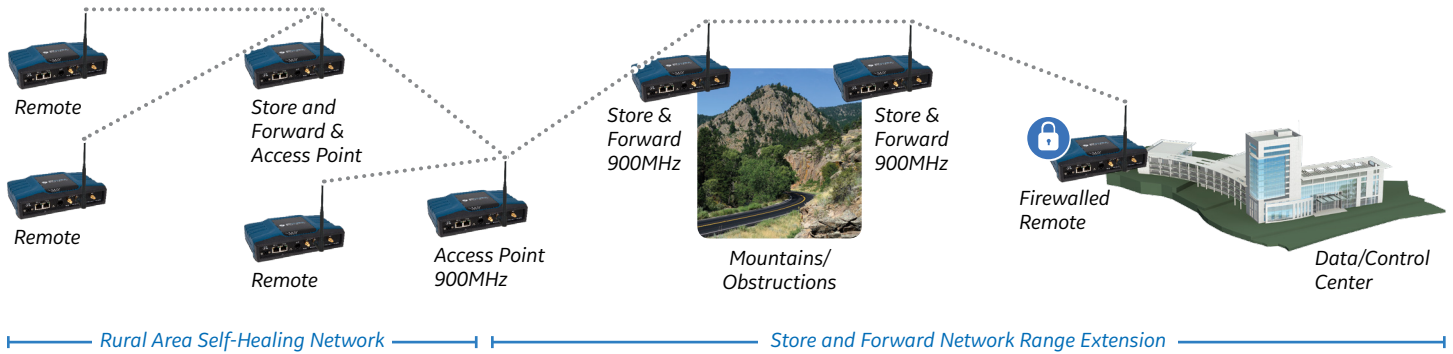 Remote
Store and
Forward &
Access Point
Remote
Remote
Access Point
900MHz
Store &
Forward
900MHz
Store &
Forward
900MHz
Mountains/
Obstructions
Firewalled
Remote
Data/Control
Center
Rural Area Self-Healing Network
Store and Forward Network Range Extension